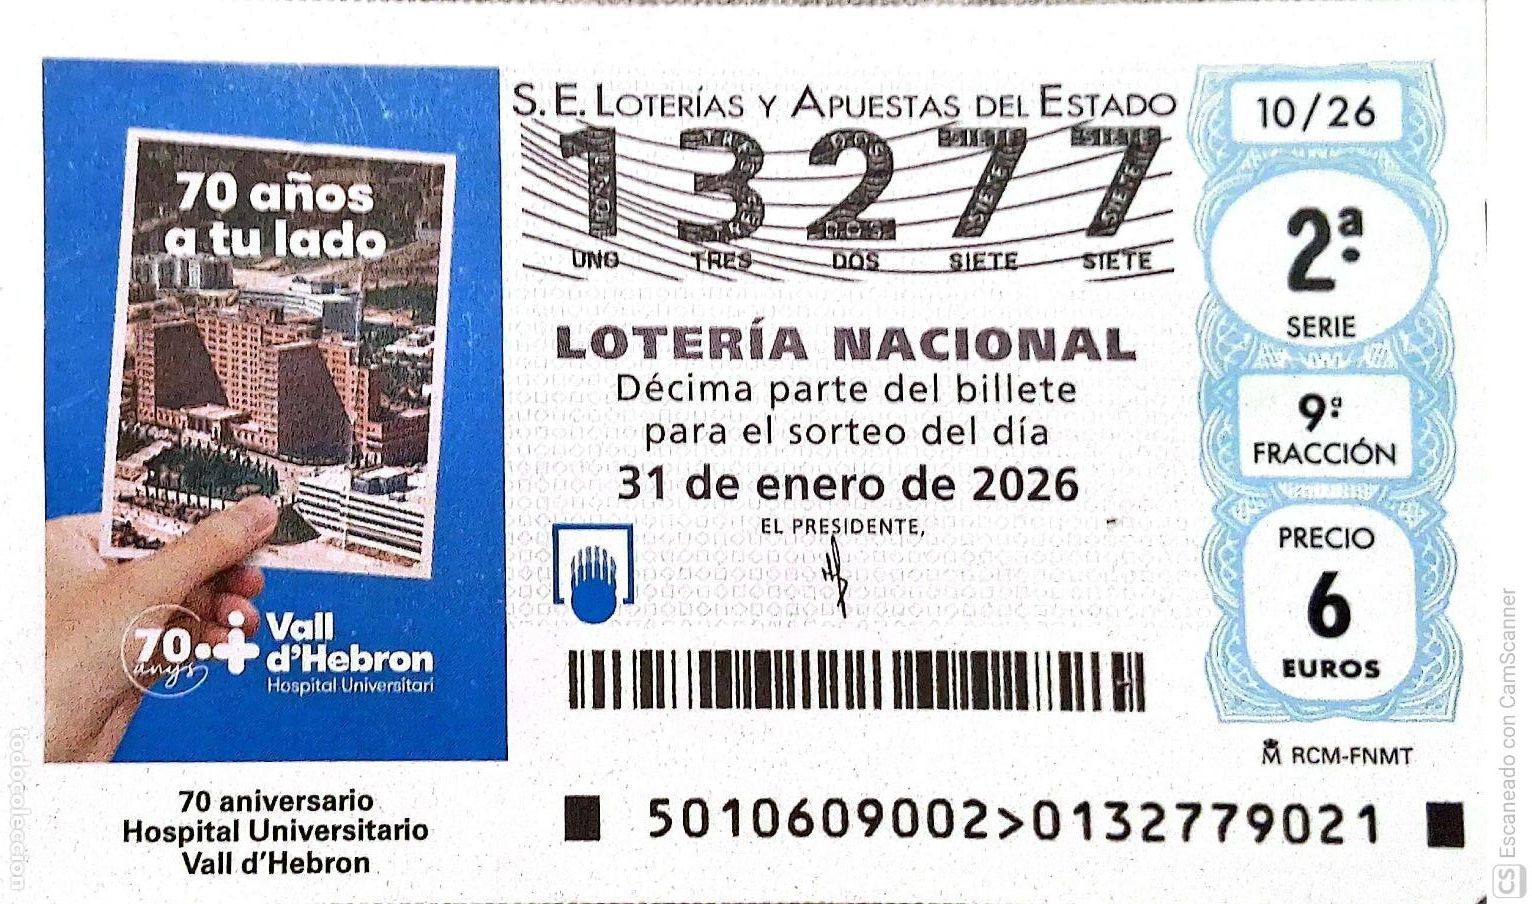 70 años
a tu lado
70
anys
Vall
d'Hebron
Hospital Universitari
70 aniversario
Hospital Universitario
Vall d'Hebron
S.E. LOTERÍAS Y APUESTAS DEL ESTADO
13277
UNO TRES DOS SIETE SIETE
LOTERÍA NACIONAL
Décima parte del billete
para el sorteo del día
31 de enero de 2026
EL PRESIDENTE,
5010609002>0132779021
10/26
2ª
SERIE
9ª
FRACCIÓN
PRECIO
6
EUROS
RCM-FNMT
todocoleccion
CS Escaneado con CamScanner